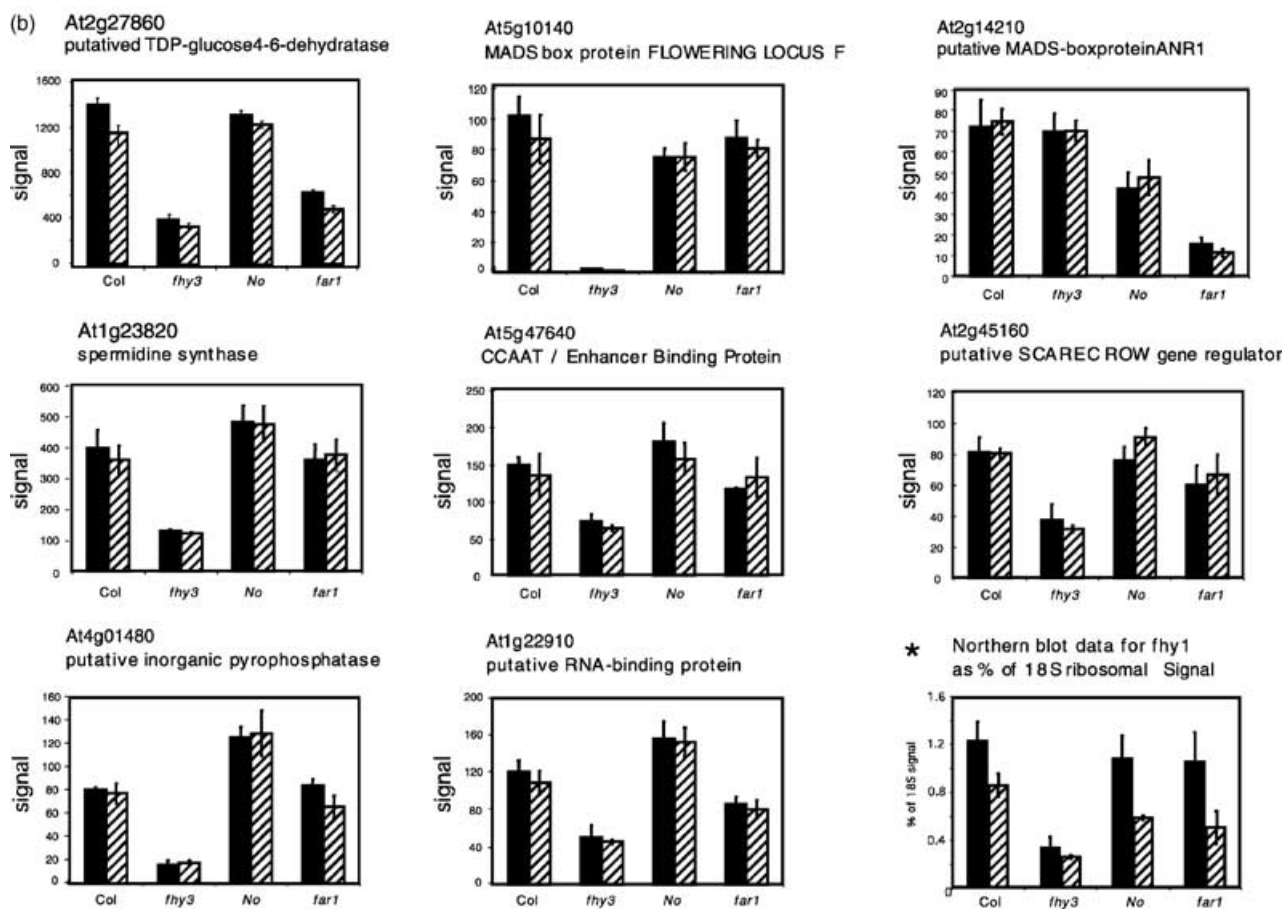 (b)
At2g27860
putatived TDP-glucose4-6-dehydratase
1600
1200
800
400
0
signal
Col fhy3 No far1
At5g10140
MADS box protein FLOWERING LOCUS F
120
100
80
60
40
20
0
signal
Col fhy3 No far1
At2g14210
putative MADS-boxproteinANR1
90
80
70
60
50
40
30
20
10
0
signal
Col fhy3 No far1
At1g23820
spermidine synthase
600
500
400
300
200
100
0
signal
Col fhy3 No far1
At5g47640
CCAAT / Enhancer Binding Protein
250
200
150
100
50
0
signal
Col fhy3 No far1
At2g45160
putative SCAREC ROW gene regulator
100
80
60
40
20
0
signal
Col fhy3 No far1
At4g01480
putative inorganic pyrophosphatase
160
140
120
100
80
60
40
20
0
signal
Col fhy3 No far1
At1g22910
putative RNA-binding protein
200
160
120
80
40
0
signal
Col fhy3 No far1
* Northern blot data for fhy1
as % of 18S ribosomal Signal
1.6
1.2
0.8
0.4
0
% of 18S signal
Col fhy3 No far1